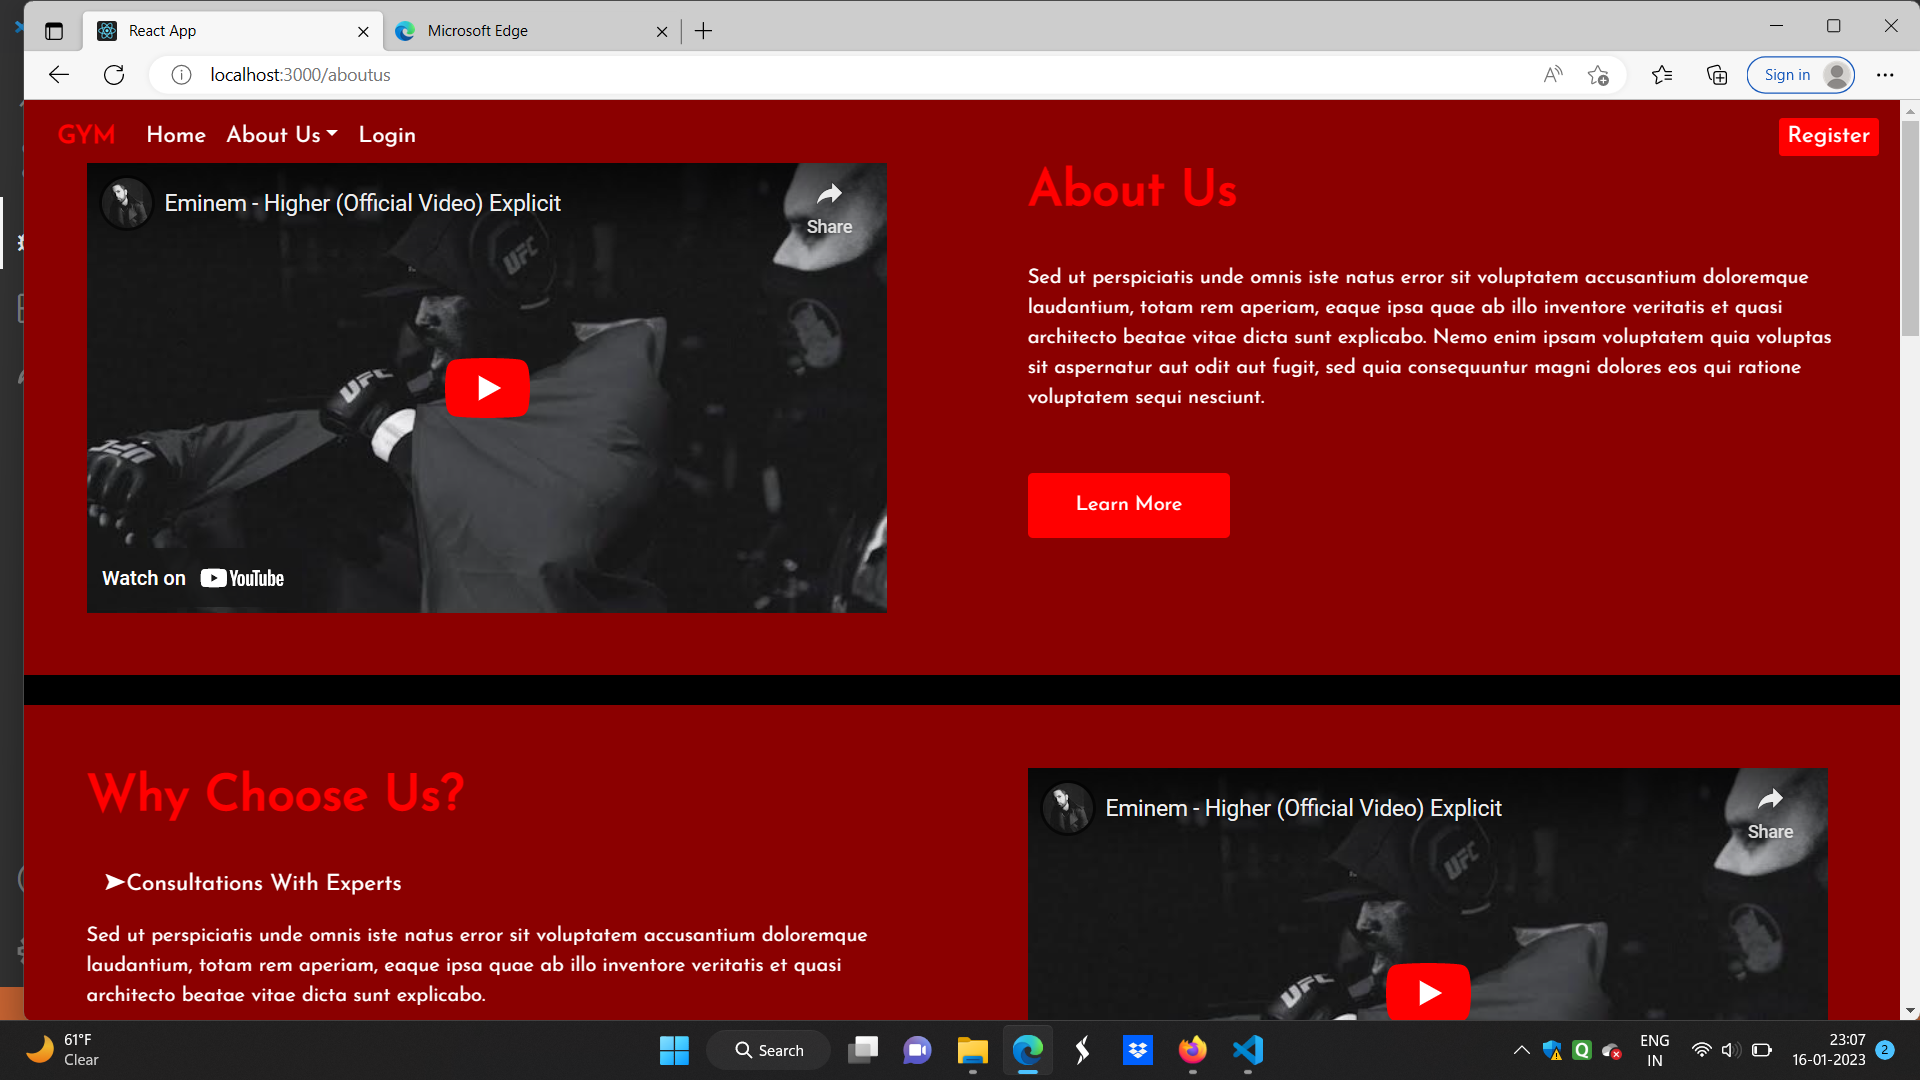 React App
Microsoft Edge
localhost:3000/aboutus
Sign in
GYM
Home
About Us
Login
Register
Eminem - Higher (Official Video) Explicit
Share
UFC
UFC
UFC
Watch on YouTube
About Us
Sed ut perspiciatis unde omnis iste natus error sit voluptatem accusantium doloremque
laudantium, totam rem aperiam, eaque ipsa quae ab illo inventore veritatis et quasi
architecto beatae vitae dicta sunt explicabo. Nemo enim ipsam voluptatem quia voluptas
sit aspernatur aut odit aut fugit, sed quia consequuntur magni dolores eos qui ratione
voluptatem sequi nesciunt.
Learn More
Why Choose Us?
➤Consultations With Experts
Sed ut perspiciatis unde omnis iste natus error sit voluptatem accusantium doloremque
laudantium, totam rem aperiam, eaque ipsa quae ab illo inventore veritatis et quasi
architecto beatae vitae dicta sunt explicabo.
Eminem - Higher (Official Video) Explicit
Share
UFC
UFC
61°F
Clear
Search
ENG
IN
23:07
16-01-2023
2